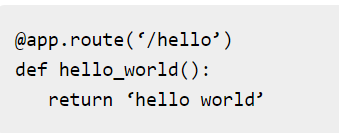 @app.route(‘/hello’)
def hello_world():
   return ‘hello world’